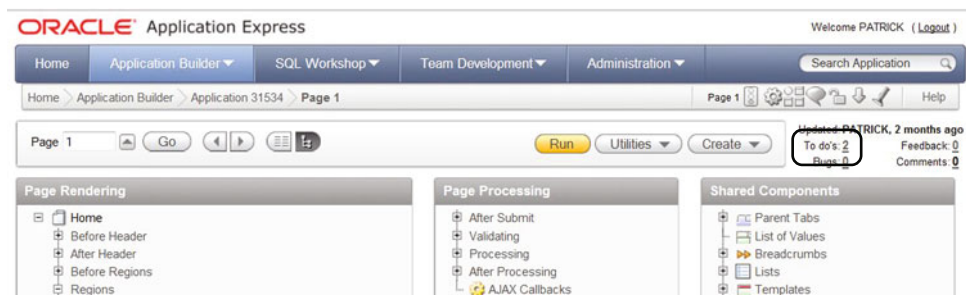 ORACLE Application Express
Welcome PATRICK ( Logout )
Home Application Builder SQL Workshop Team Development Administration Search Application
Home Application Builder Application 31534 Page 1 Page 1 Help
Page 1 Go Run Utilities Create
Updated: PATRICK, 2 months ago
To do's: 2 Feedback: 0
Bugs: 0 Comments: 0
Page Rendering
Home
Before Header
After Header
Before Regions
Regions
Page Processing
After Submit
Validating
Processing
After Processing
AJAX Callbacks
Shared Components
Parent Tabs
List of Values
Breadcrumbs
Lists
Templates